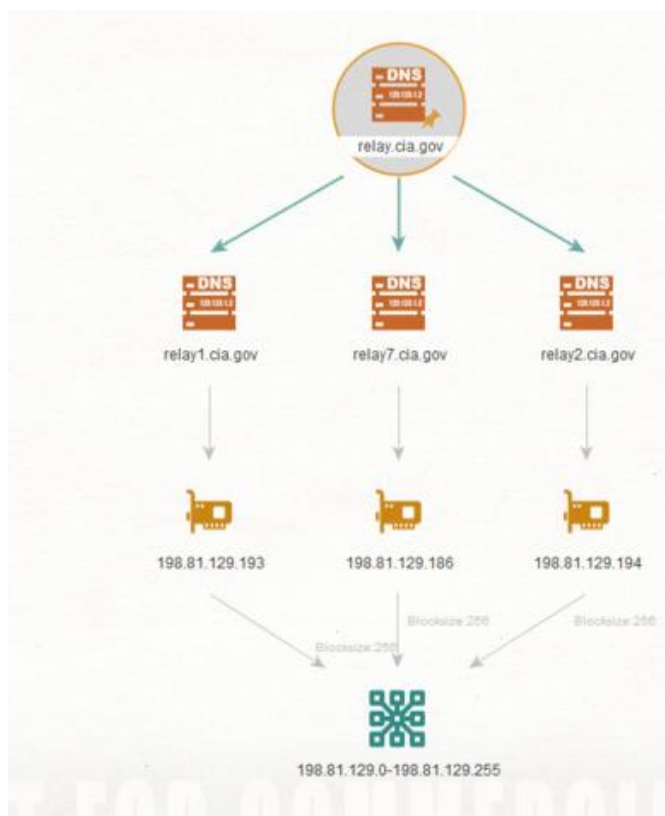 DNS
relay.cia.gov
DNS
DNS
DNS
relay1.cia.gov
relay7.cia.gov
relay2.cia.gov
198.81.129.193
198.81.129.186
198.81.129.194
Blocksize:256
Blocksize:256
Blocksize:256
198.81.129.0-198.81.129.255
FOR COMMERCIAL